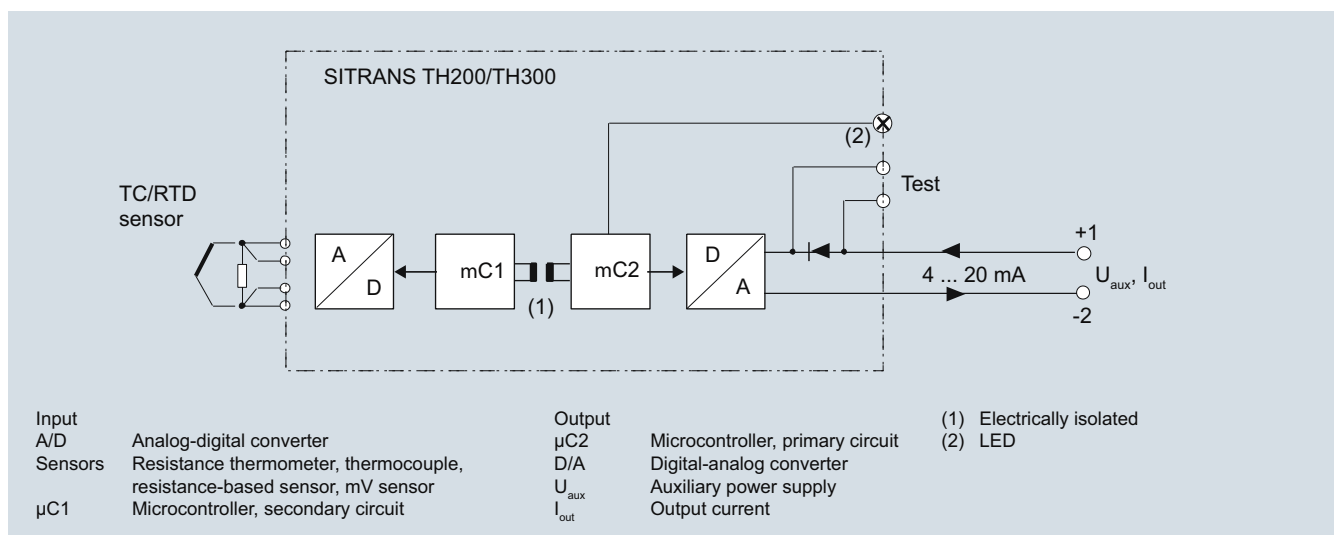 SITRANS TH200/TH300
(2)
Test
TC/RTD
sensor
A
D
mC1
(1)
mC2
D
A
+1
4 ... 20 mA
Uaux, Iout
-2
Input
A/D Analog-digital converter
Sensors Resistance thermometer, thermocouple,
resistance-based sensor, mV sensor
µC1 Microcontroller, secondary circuit
Output
µC2 Microcontroller, primary circuit
D/A Digital-analog converter
Uaux Auxiliary power supply
Iout Output current
(1) Electrically isolated
(2) LED